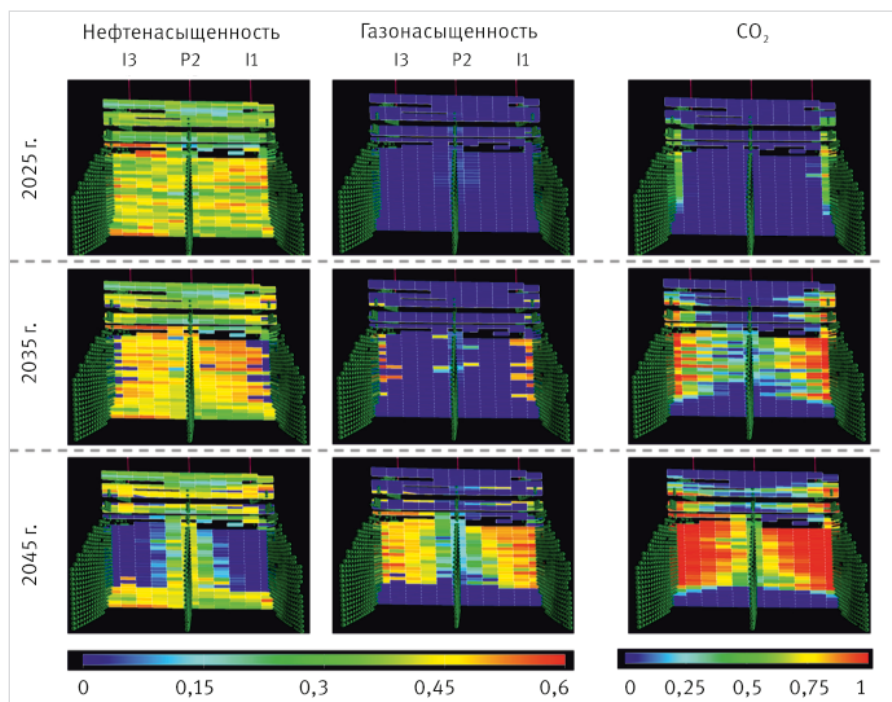 Нефтенасыщенность Газонасыщенность CO₂
I3 P2 I1 I3 P2 I1
2025 г.
2035 г.
2045 г.
0 0,15 0,3 0,45 0,6 0 0,25 0,5 0,75 1